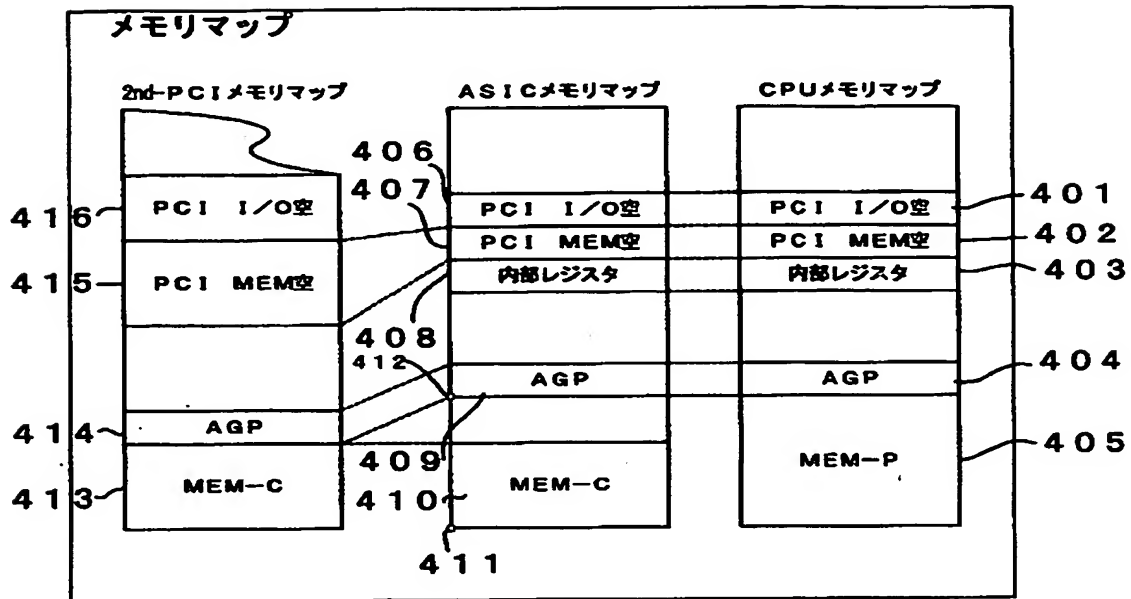 メモリマップ
2nd-PCIメモリマップ
ASICメモリマップ
CPUメモリマップ
406
407
416
PCI I/O空
PCI I/O空
PCI I/O空
401
PCI MEM空
PCI MEM空
402
415
PCI MEM空
内部レジスタ
内部レジスタ
403
408
412
AGP
AGP
404
414
AGP
409
MEM-P
405
413
MEM-C
410
MEM-C
411